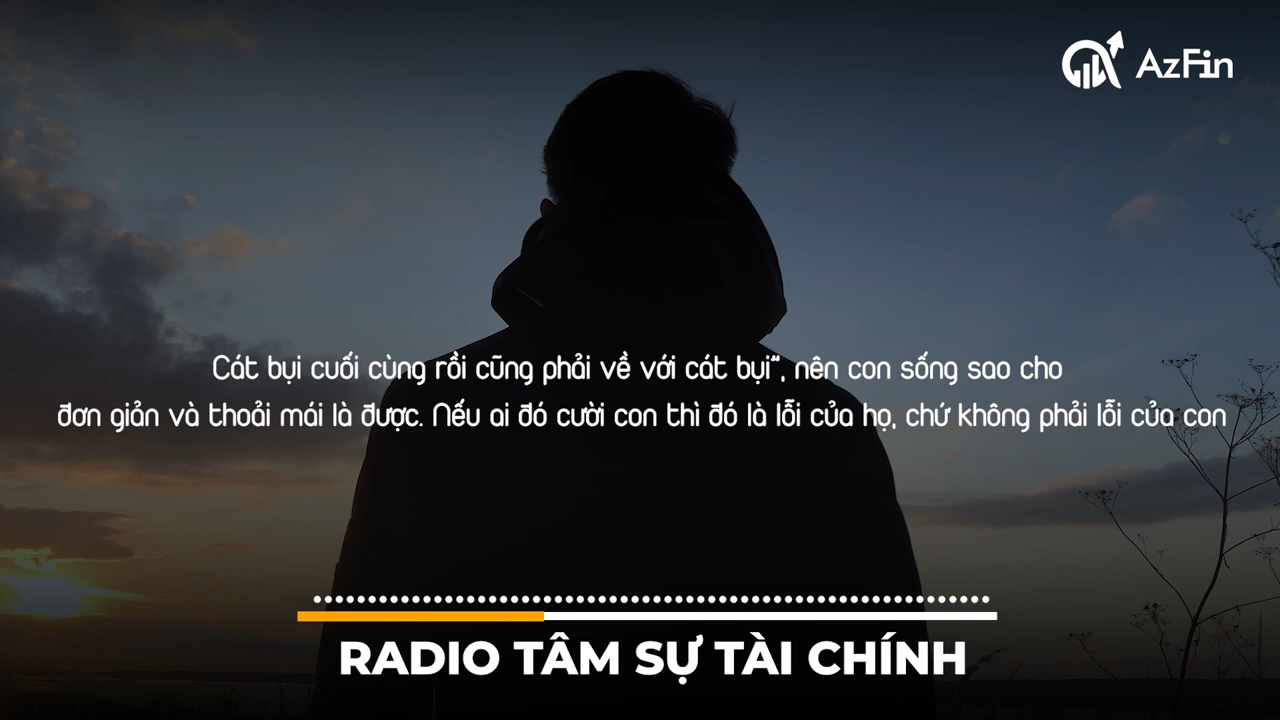 AzFin
Cát bụi cuối cùng rồi cũng phải về với cát bụi”, nên con sống sao cho
đơn giản và thoải mái là được. Nếu ai đó cười con thì đó là lỗi của họ, chứ không phải lỗi của con
RADIO TÂM SỰ TÀI CHÍNH